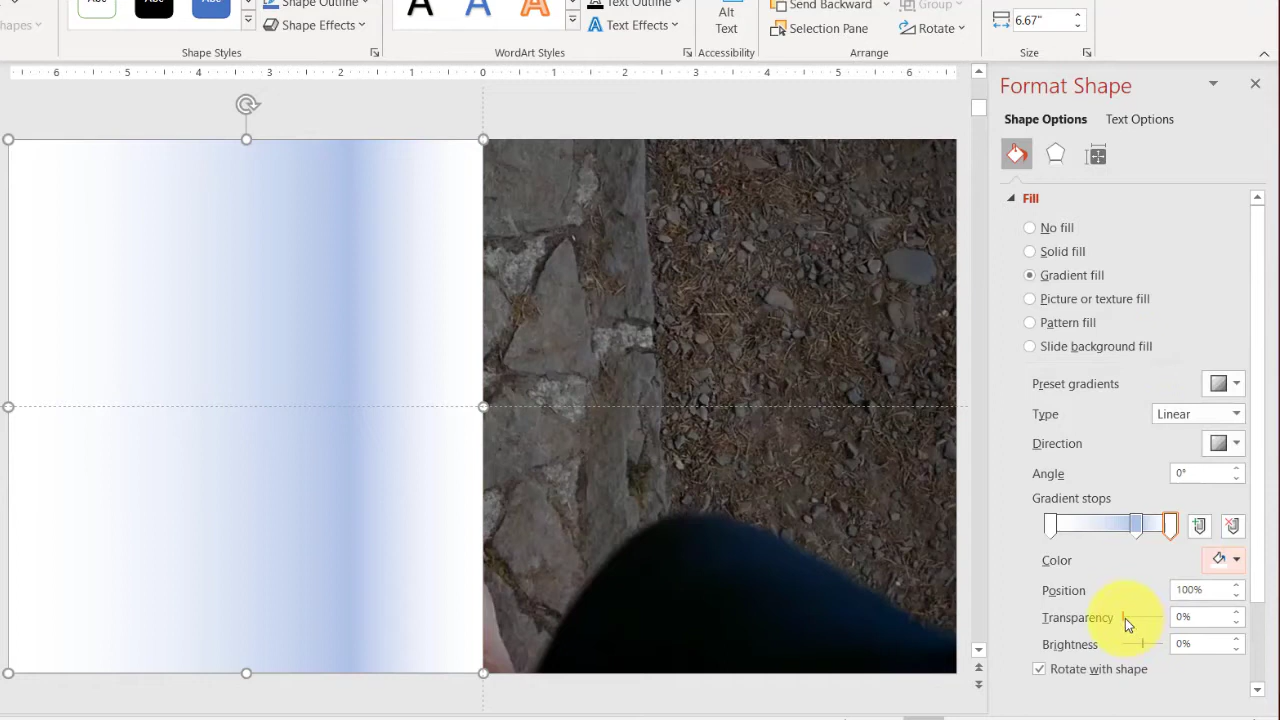 Shape Outline
Text Outline
Send Backward
Group
6.67"
hapes
Abc
Abc
Abc
Shape Effects
A A A
Text Effects
Alt
Text
Selection Pane
Rotate
Shape Styles
WordArt Styles
Accessibility
Arrange
Size
6 5 4 3 2 1 0 1 2 3 4 5 6
Format Shape
Shape Options Text Options
Fill
No fill
Solid fill
Gradient fill
Picture or texture fill
Pattern fill
Slide background fill
Preset gradients
Type Linear
Direction
Angle 0°
Gradient stops
Color
Position 100%
Transparency 0%
Brightness 0%
Rotate with shape